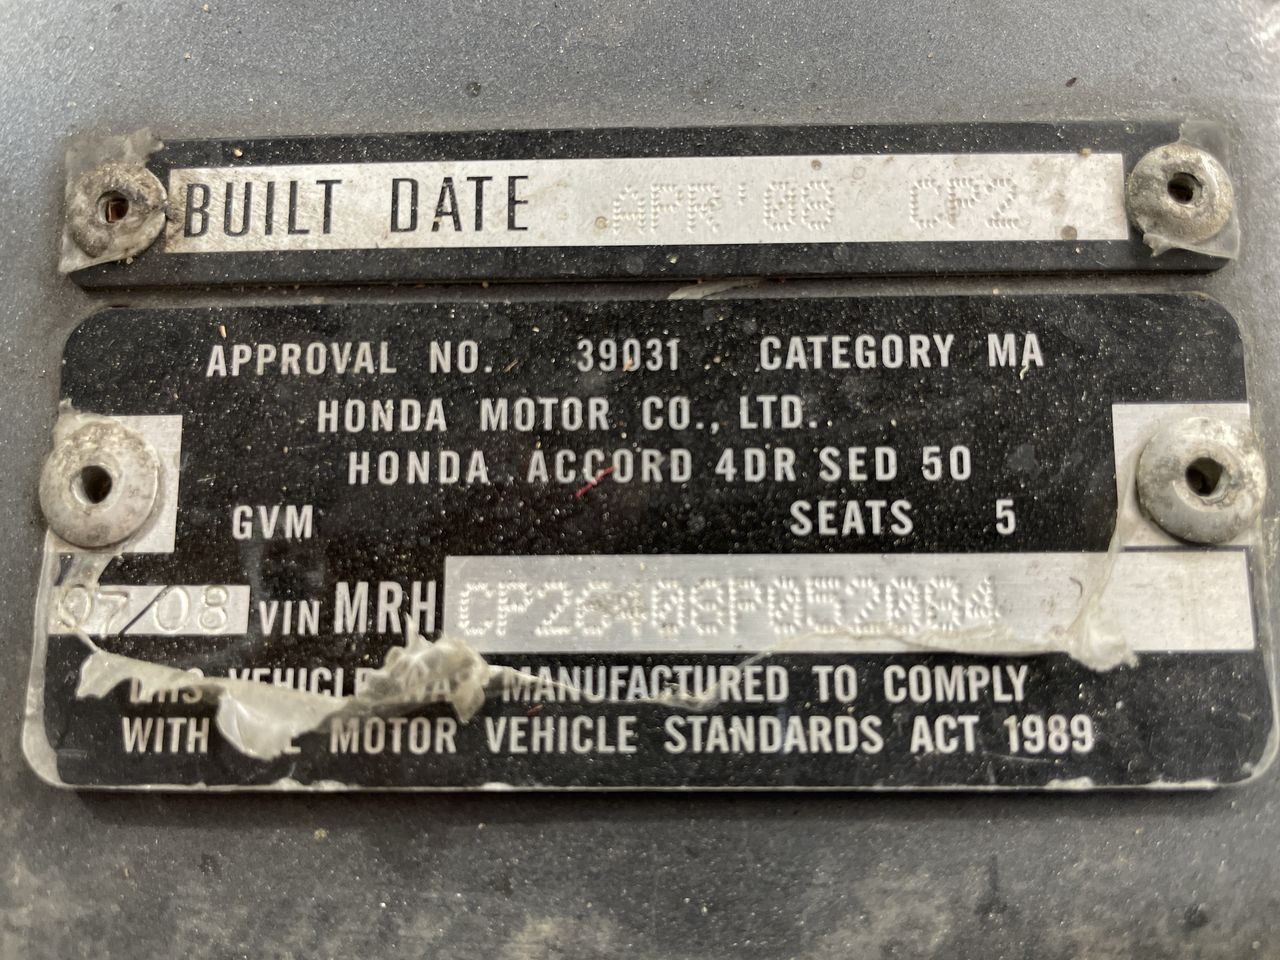 BUILT DATE APR'08 CP2
APPROVAL NO. 39031 CATEGORY MA
HONDA MOTOR CO., LTD.
HONDA ACCORD 4DR SED 50
GVM SEATS 5
07/08 VIN MRH CP26408P052084
VEHICLE MANUFACTURED TO COMPLY
WITH MOTOR VEHICLE STANDARDS ACT 1989